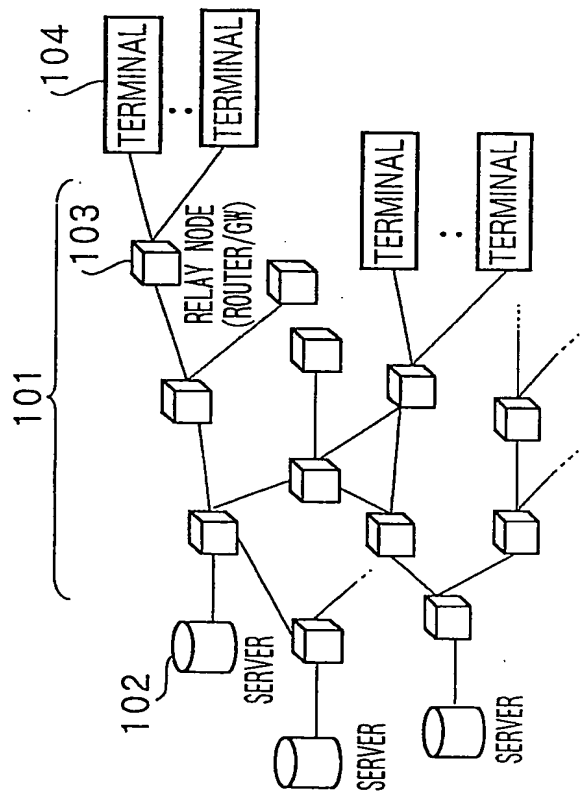 101
102
SERVER
103
RELAY NODE
(ROUTER/GW)
104
TERMINAL
TERMINAL
SERVER
SERVER
TERMINAL
TERMINAL